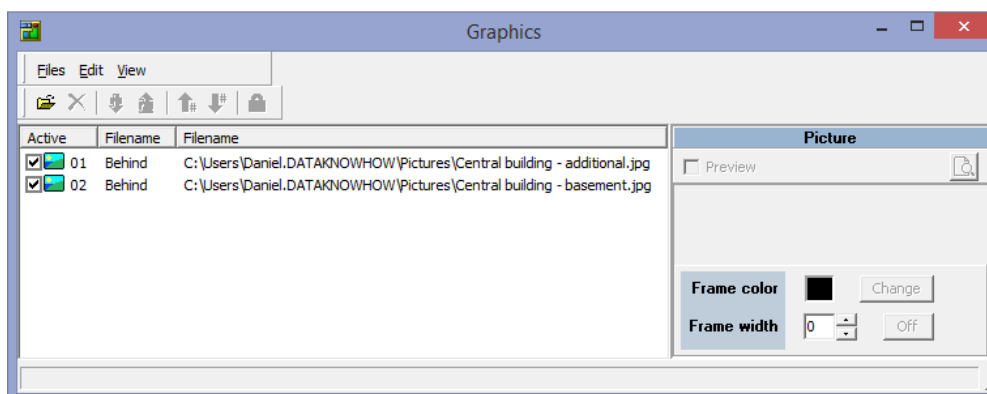 Graphics
Files Edit View
Active Filename Filename
01 Behind C:\Users\Daniel.DATAKNOWHOW\Pictures\Central building - additional.jpg
02 Behind C:\Users\Daniel.DATAKNOWHOW\Pictures\Central building - basement.jpg
Picture
Preview
Frame color Change
Frame width 0 Off